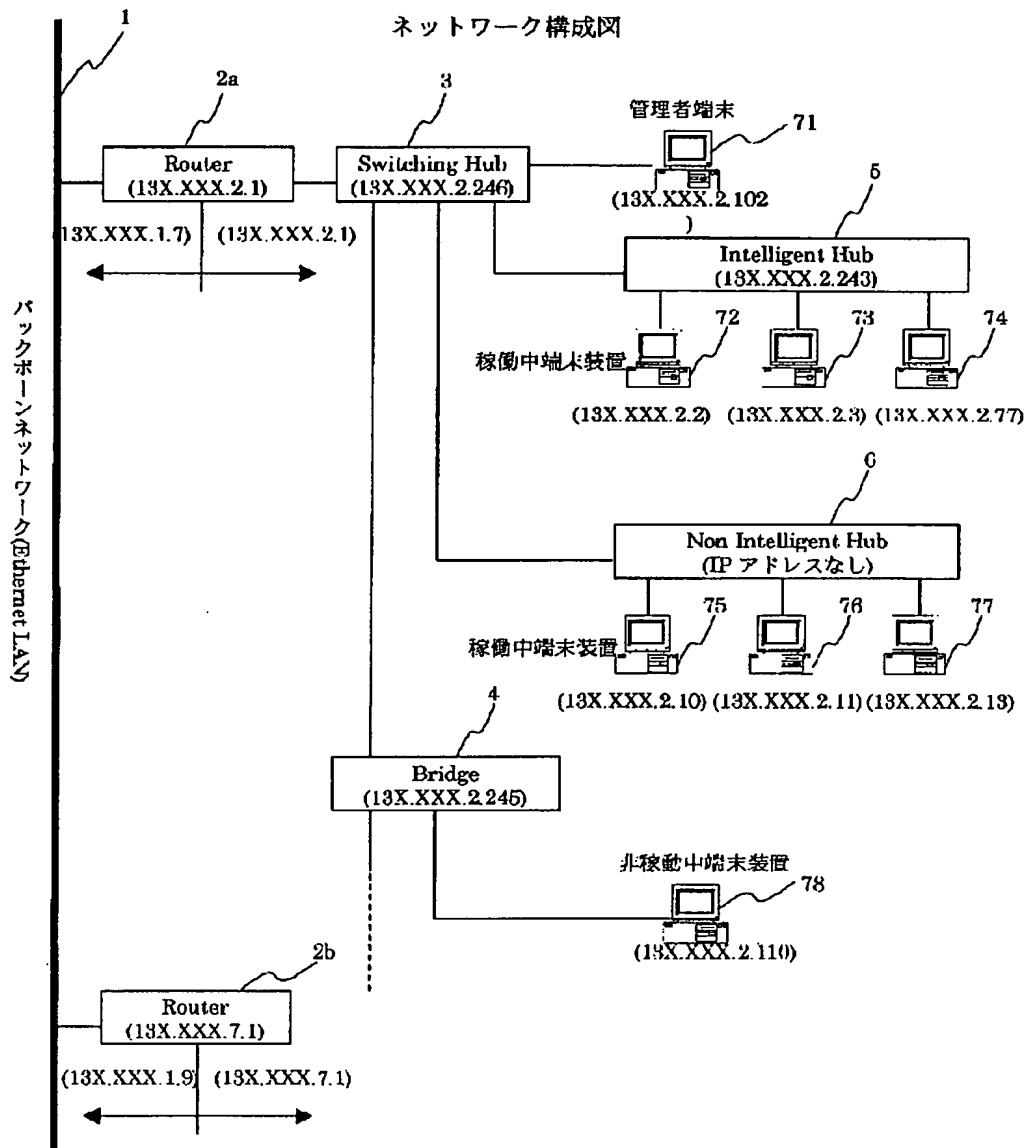 ネットワーク構成図
1
2a
3
管理者端末
71
Router
(13X.XXX.2.1)
Switching Hub
(13X.XXX.2.246)
(13X.XXX.2.102
)
5
13X.XXX.1.7)
(13X.XXX.2.1)
Intelligent Hub
(13X.XXX.2.243)
バックボーンネットワーク(Ethernet LAN)
72
73
74
稼働中端末装置
(13X.XXX.2.2)
(13X.XXX.2.3)
(13X.XXX.2.77)
6
Non Intelligent Hub
(IP アドレスなし)
75
76
77
稼働中端末装置
(13X.XXX.2.10)
(13X.XXX.2.11)
(13X.XXX.2.13)
4
Bridge
(13X.XXX.2.245)
非稼動中端末装置
78
(13X.XXX.2.110)
2b
Router
(13X.XXX.7.1)
(13X.XXX.1.9)
(13X.XXX.7.1)